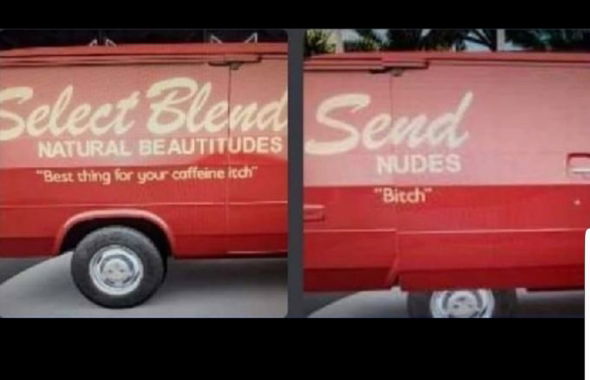 Select Blend
NATURAL BEAUTITUDES
"Best thing for your caffeine itch"
Send
NUDES
"Bitch"